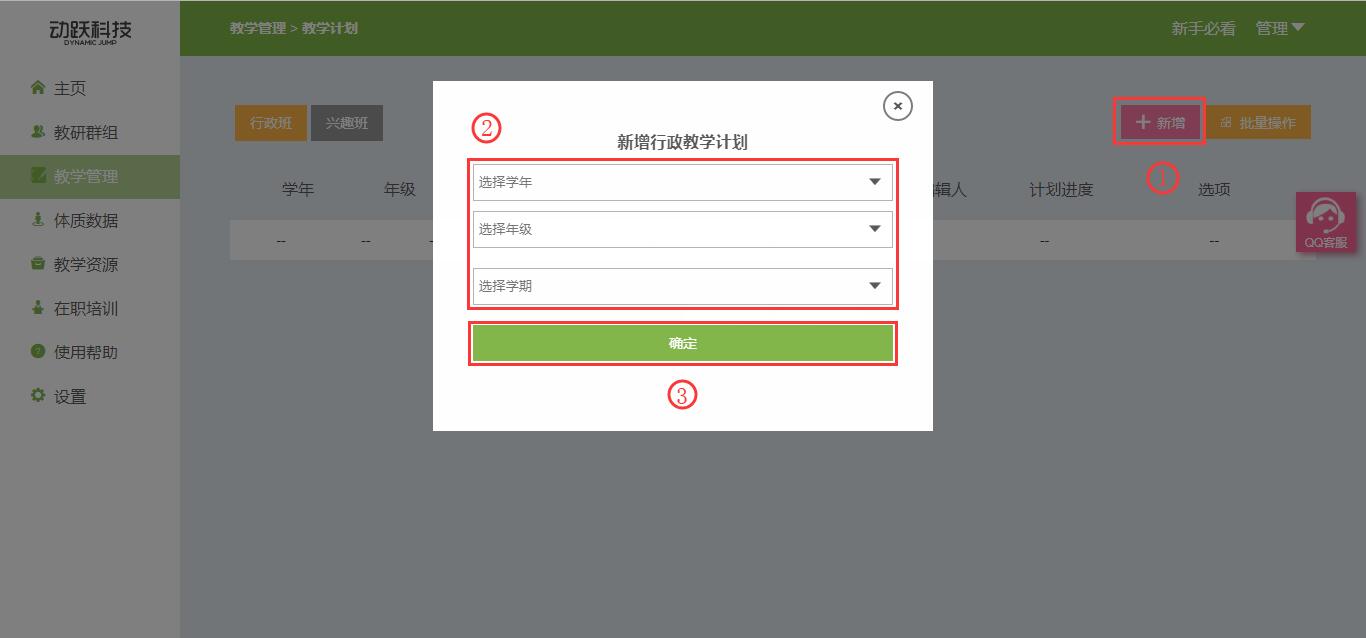 动跃科技
DYNAMIC JUMP
教学管理 > 教学计划
新手必看 管理
主页
教研群组
教学管理
体质数据
教学资源
在职培训
使用帮助
设置
行政班 兴趣班
新增 批量操作
①
学年 年级 辑人 计划进度 选项
-- -- - -- --
QQ客服
②
×
新增行政教学计划
选择学年
选择年级
选择学期
确定
③